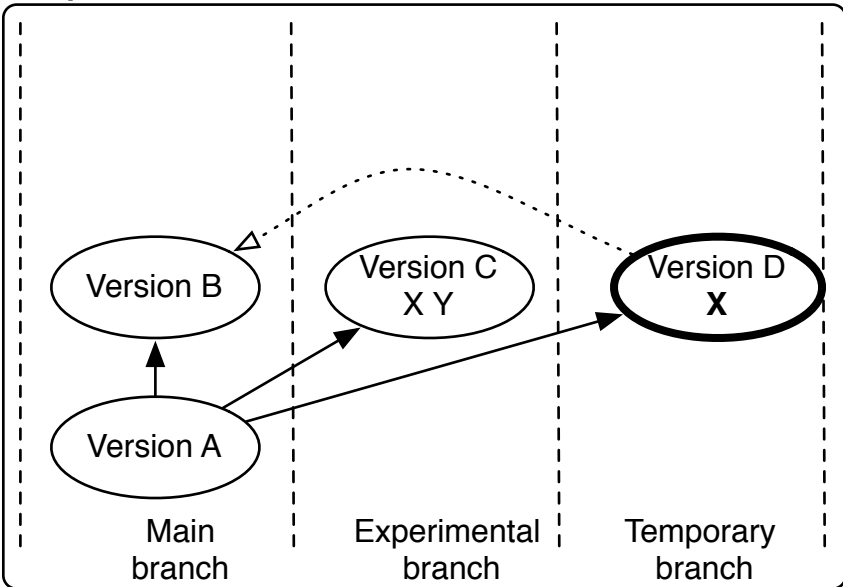 Version B
Version C
X Y
Version D
X
Version A
Main
branch
Experimental
branch
Temporary
branch